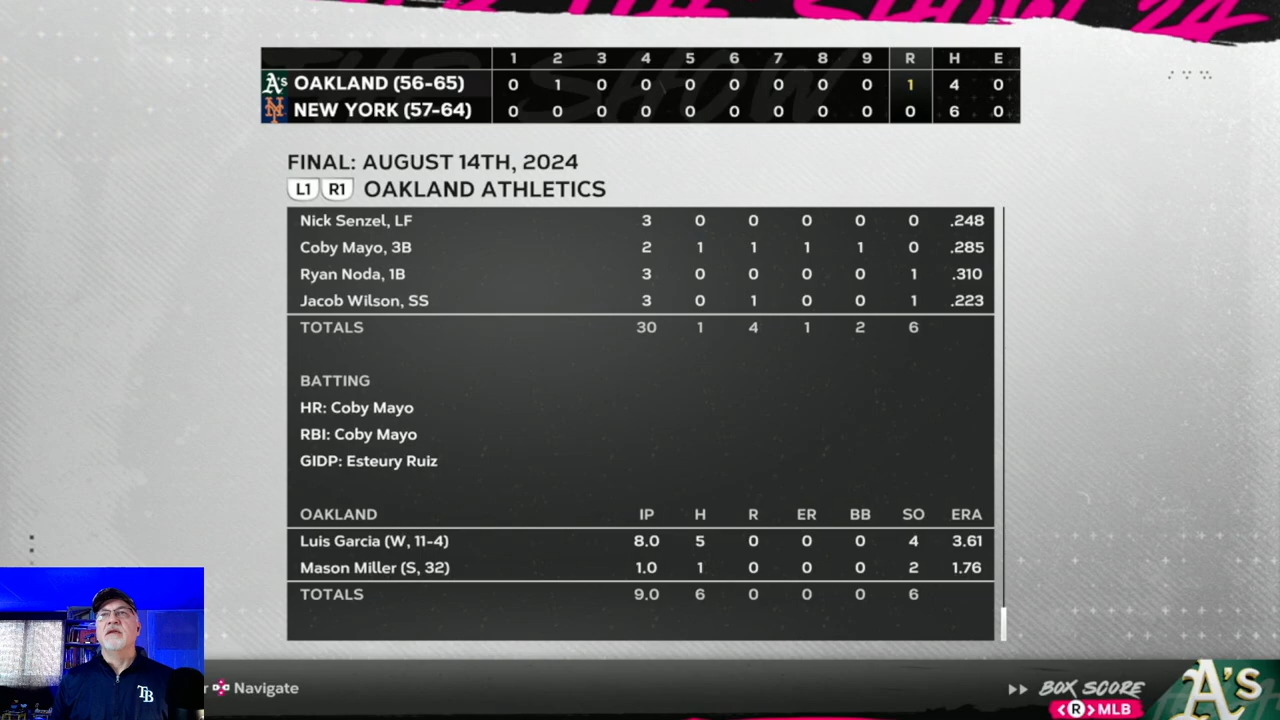 THE SHOW 24
1 2 3 4 5 6 7 8 9 R H E
OAKLAND (56-65) 0 1 0 0 0 0 0 0 0 1 4 0
NEW YORK (57-64) 0 0 0 0 0 0 0 0 0 0 6 0
FINAL: AUGUST 14TH, 2024
L1 R1 OAKLAND ATHLETICS
Nick Senzel, LF 3 0 0 0 0 0 .248
Coby Mayo, 3B 2 1 1 1 1 0 .285
Ryan Noda, 1B 3 0 0 0 0 1 .310
Jacob Wilson, SS 3 0 1 0 0 1 .223
TOTALS 30 1 4 1 2 6
BATTING
HR: Coby Mayo
RBI: Coby Mayo
GIDP: Esteury Ruiz
OAKLAND IP H R ER BB SO ERA
Luis Garcia (W, 11-4) 8.0 5 0 0 0 4 3.61
Mason Miller (S, 32) 1.0 1 0 0 0 2 1.76
TOTALS 9.0 6 0 0 0 6
Navigate
BOX SCORE
R MLB
A's
TB